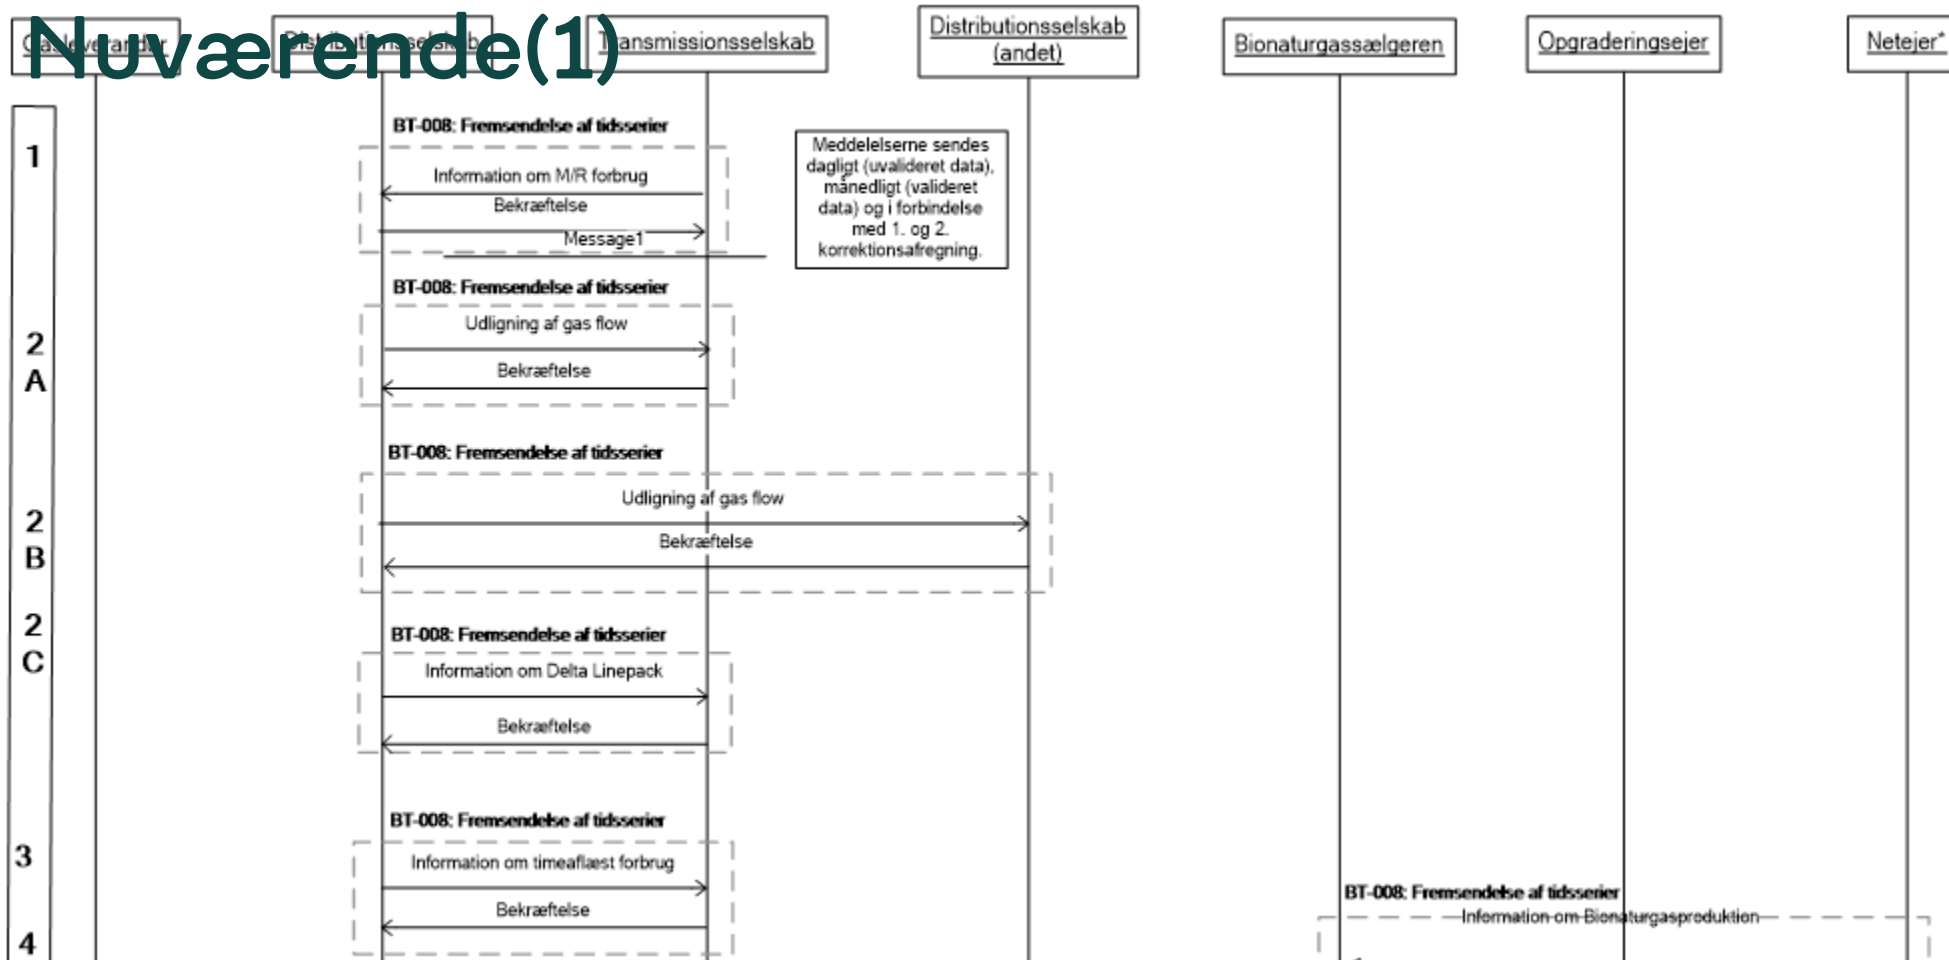 Nuværende(1)
Gasleverandør
Distributionsselskab
Transmissionsselskab
Distributionsselskab
(andet)
Bionaturgassælgeren
Opgraderingsejer
Netejer*
1
BT-008: Fremsendelse af tidsserier
Information om M/R forbrug
Bekræftelse
Message1
Meddelelserne sendes
dagligt (uvalideret data),
månedligt (valideret
data) og i forbindelse
med 1. og 2.
korrektionsafregning.
2
A
BT-008: Fremsendelse af tidsserier
Udligning af gas flow
Bekræftelse
2
B
BT-008: Fremsendelse af tidsserier
Udligning af gas flow
Bekræftelse
2
C
BT-008: Fremsendelse af tidsserier
Information om Delta Linepack
Bekræftelse
3
BT-008: Fremsendelse af tidsserier
Information om timeaflæst forbrug
Bekræftelse
4
BT-008: Fremsendelse af tidsserier
Information om Bionaturgasproduktion